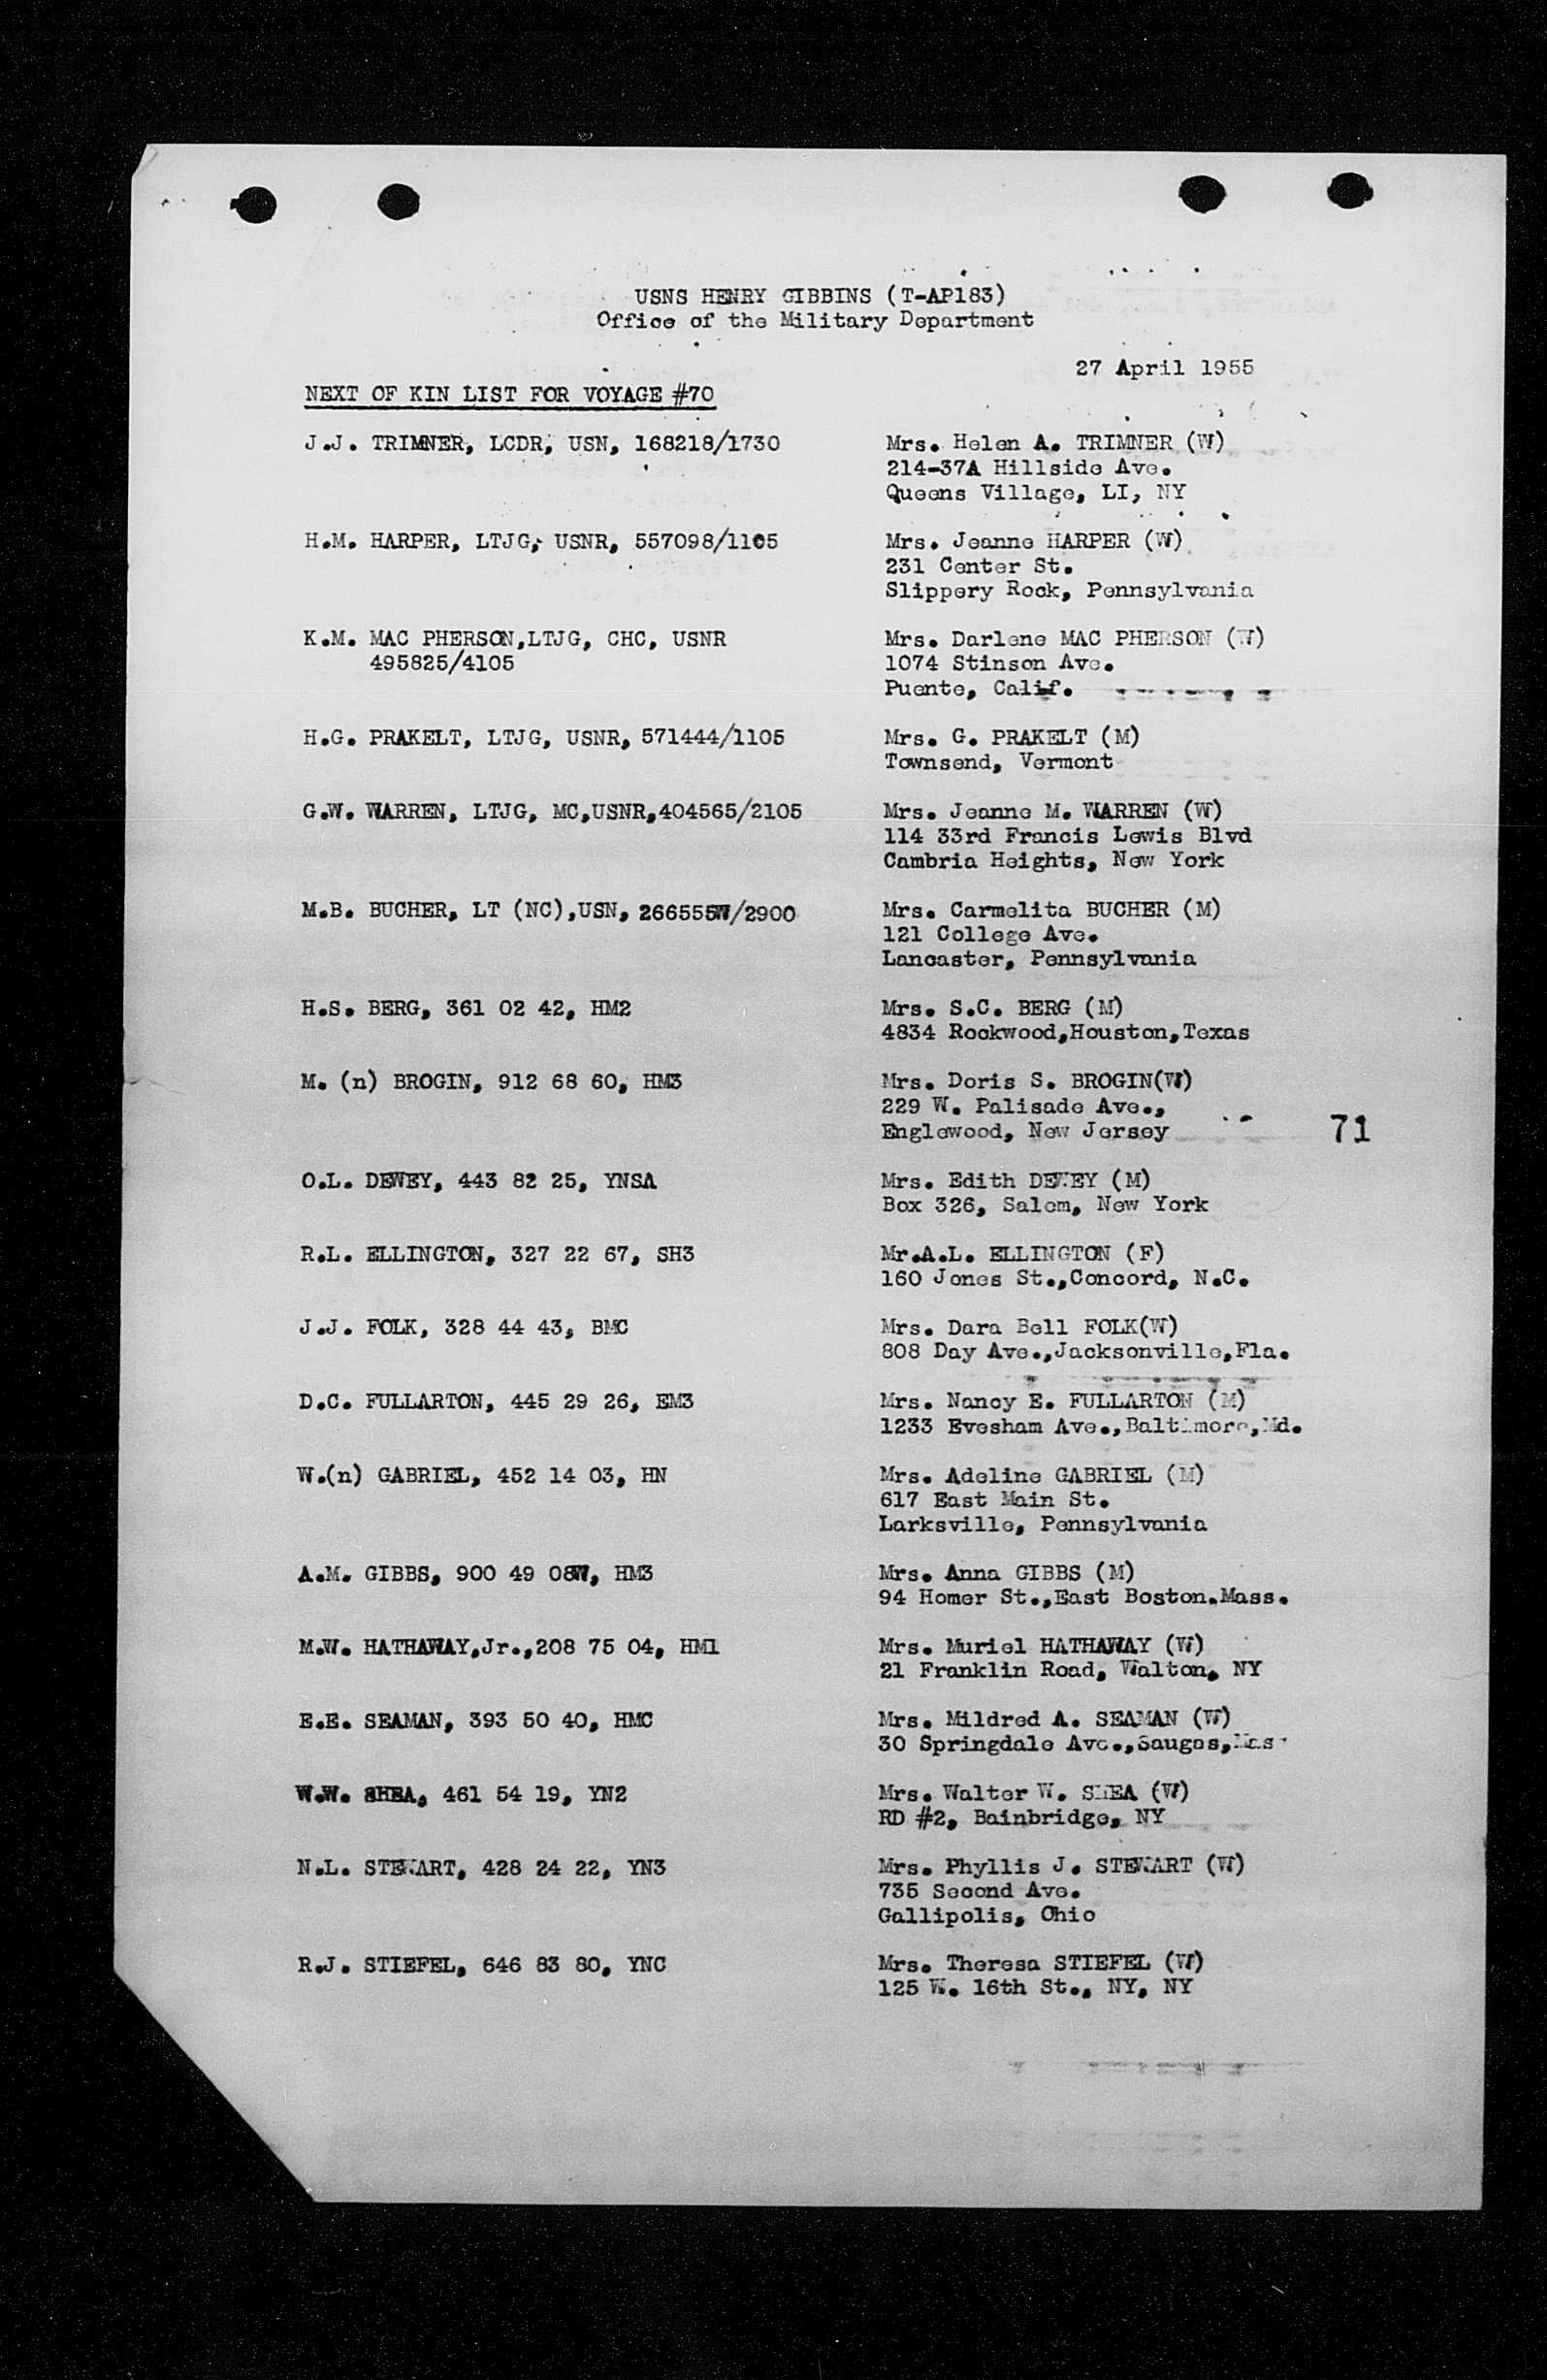 USNS HENRY GIBBINS (T-AP183)
Office of the Military Department
27 April 1955
NEXT OF KIN LIST FOR VOYAGE #70
J.J. TRIMNER, LCDR, USN, 168218/1730
Mrs. Helen A. TRIMNER (W)
214-37A Hillside Ave.
Queens Village, LI, NY
H.M. HARPER, LTJG, USNR, 557098/1105
Mrs. Jeanne HARPER (W)
231 Center St.
Slippery Rock, Pennsylvania
K.M. MAC PHERSON,LTJG, CHC, USNR
495825/4105
Mrs. Darlene MAC PHERSON (W)
1074 Stinson Ave.
Puente, Calif.
H.G. PRAKELT, LTJG, USNR, 571444/1105
Mrs. G. PRAKELT (M)
Townsend, Vermont
G.W. WARREN, LTJG, MC,USNR,404565/2105
Mrs. Jeanne M. WARREN (W)
114 33rd Francis Lewis Blvd
Cambria Heights, New York
M.B. BUCHER, LT (NC),USN, 266555W/2900
Mrs. Carmelita BUCHER (M)
121 College Ave.
Lancaster, Pennsylvania
H.S. BERG, 361 02 42, HM2
Mrs. S.C. BERG (M)
4834 Rockwood,Houston,Texas
M. (n) BROGIN, 912 68 60, HM3
Mrs. Doris S. BROGIN(W)
229 W. Palisade Ave.,
Englewood, New Jersey
71
O.L. DEWEY, 443 82 25, YNSA
Mrs. Edith DEWEY (M)
Box 326, Salem, New York
R.L. ELLINGTON, 327 22 67, SH3
Mr.A.L. ELLINGTON (F)
160 Jones St.,Concord, N.C.
J.J. FOLK, 328 44 43, BMC
Mrs. Dara Bell FOLK(W)
808 Day Ave.,Jacksonville,Fla.
D.C. FULLARTON, 445 29 26, EM3
Mrs. Nancy E. FULLARTON (M)
1233 Evesham Ave.,Baltimore,Md.
W.(n) GABRIEL, 452 14 03, HN
Mrs. Adeline GABRIEL (M)
617 East Main St.
Larksville, Pennsylvania
A.M. GIBBS, 900 49 08W, HM3
Mrs. Anna GIBBS (M)
94 Homer St.,East Boston.Mass.
M.W. HATHAWAY,Jr.,208 75 04, HM1
Mrs. Muriel HATHAWAY (W)
21 Franklin Road, Walton, NY
E.E. SEAMAN, 393 50 40, HMC
Mrs. Mildred A. SEAMAN (W)
30 Springdale Ave.,Saugas,Mas
W.W. SHEA, 461 54 19, YN2
Mrs. Walter W. SHEA (W)
RD #2, Bainbridge, NY
N.L. STEWART, 428 24 22, YN3
Mrs. Phyllis J. STEWART (W)
735 Second Ave.
Gallipolis, Ohio
R.J. STIEFEL, 646 83 80, YNC
Mrs. Theresa STIEFEL (W)
125 W. 16th St., NY, NY